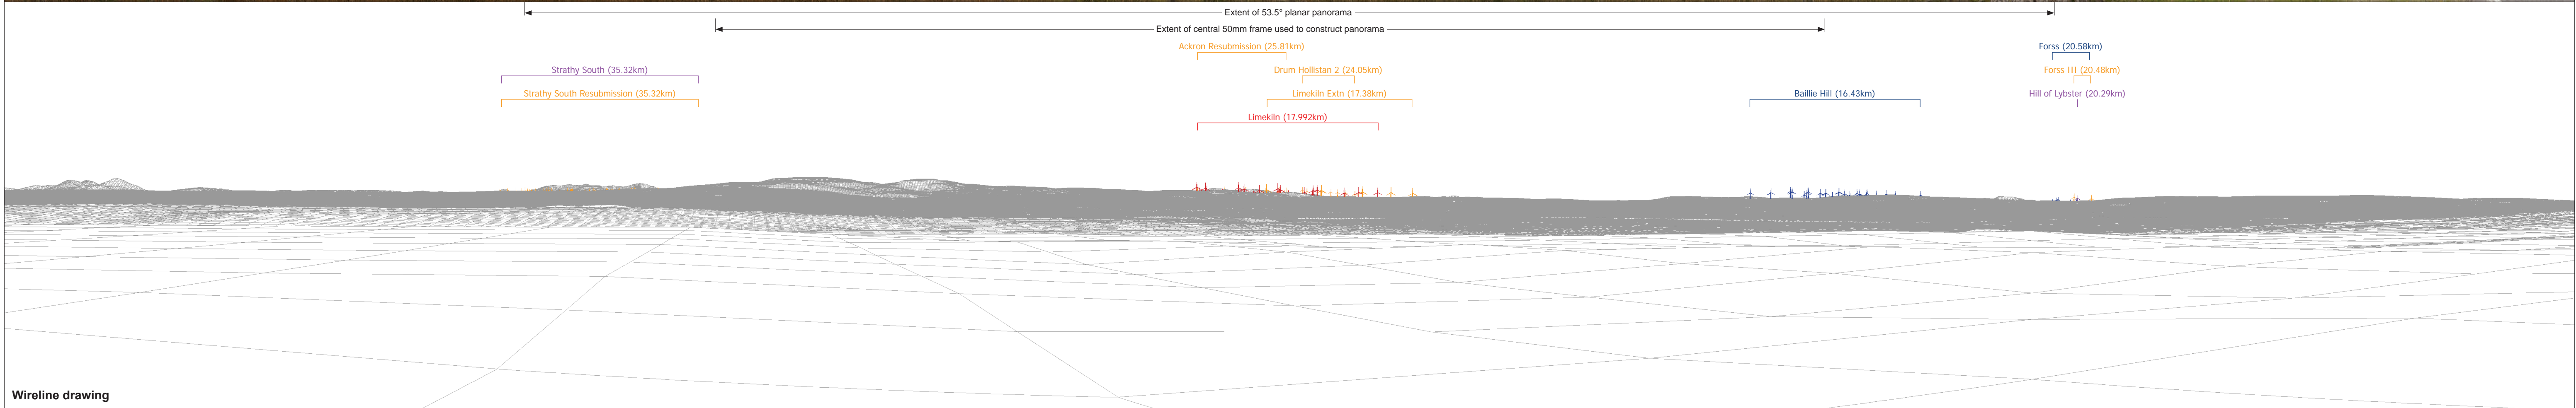 Extent of 53.5° planar panorama
Extent of central 50mm frame used to construct panorama
Ackron Resubmission (25.81km)
Forss (20.58km)
Strathy South (35.32km)
Drum Hollistan 2 (24.05km)
Forss III (20.48km)
Strathy South Resubmission (35.32km)
Limekiln Extn (17.38km)
Baillie Hill (16.43km)
Hill of Lybster (20.29km)
Limekiln (17.992km)
Wireline drawing